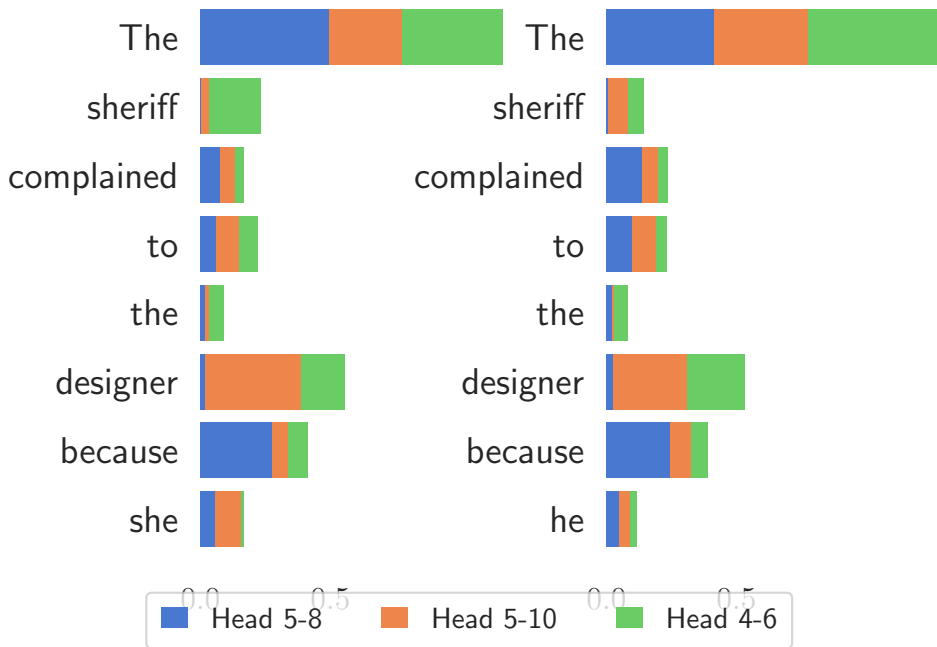 The
sheriff
complained
to
the
designer
because
she
0.0 0.5
The
sheriff
complained
to
the
designer
because
he
0.0 0.5
Head 5-8 Head 5-10 Head 4-6